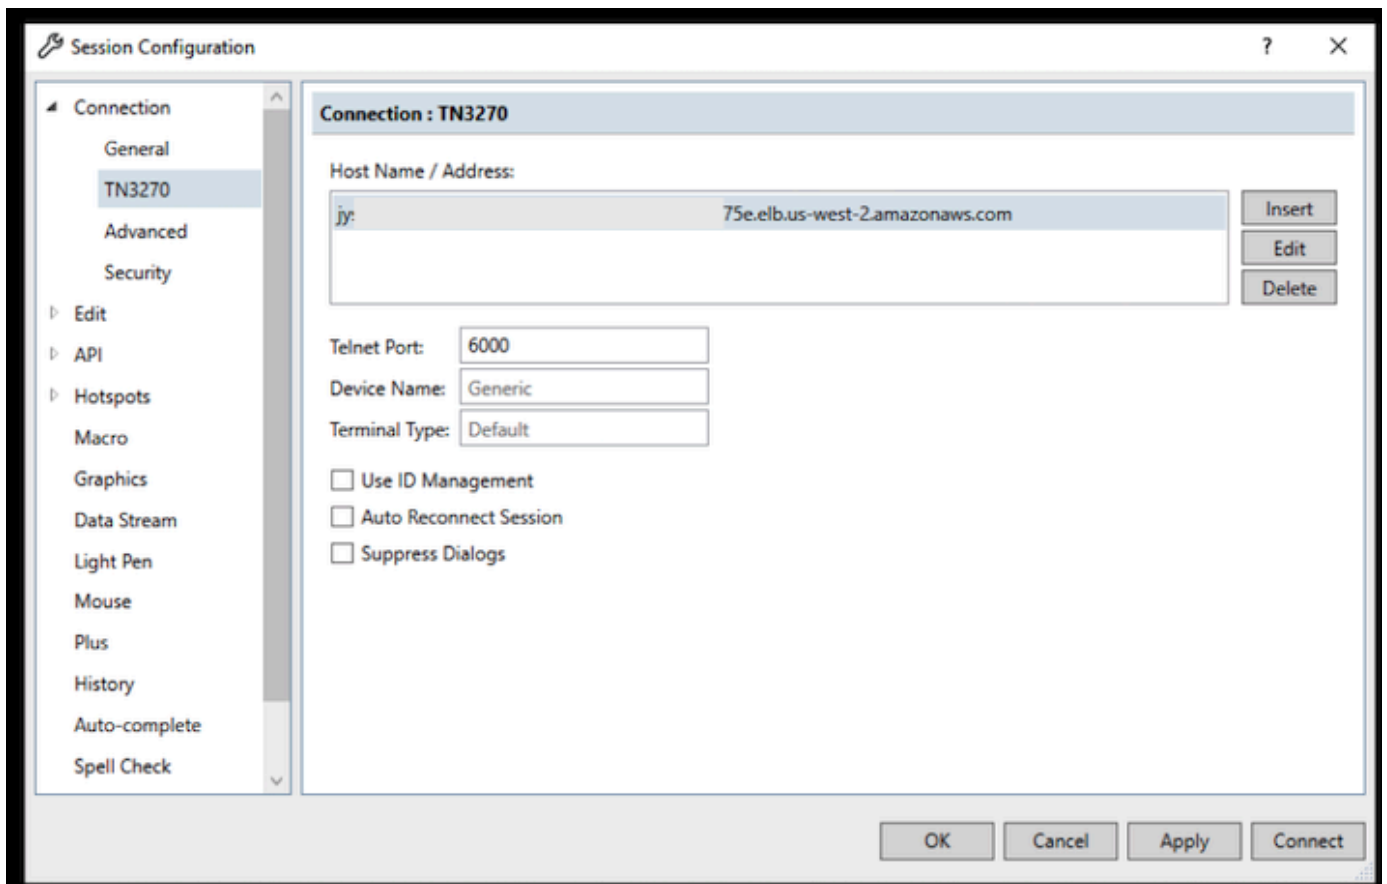 Session Configuration
?
Connection
General
TN3270
Advanced
Security
Edit
API
Hotspots
Macro
Graphics
Data Stream
Light Pen
Mouse
Plus
History
Auto-complete
Spell Check
Connection : TN3270
Host Name / Address:
75e.elb.us-west-2.amazonaws.com
Insert
Edit
Delete
Telnet Port: 6000
Device Name: Generic
Terminal Type: Default
Use ID Management
Auto Reconnect Session
Suppress Dialogs
OK Cancel Apply Connect